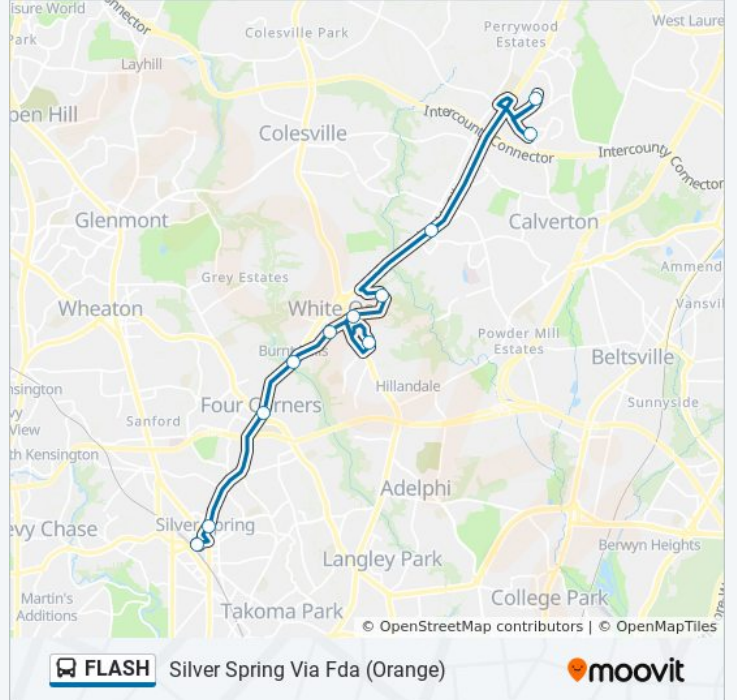 isure World
Connector
Colesville Park
Perrywood
Estates
West Laure
Park
Layhill
pen Hill
Colesville
Intercounty Connector
Intercounty Connector
Glenmont
Calverton
Grey Estates
Ammend
Wheaton
White O
Vansvil
Powder Mill
Estates
Beltsville
Burnt
lls
nsington
Hillandale
Sunnyside
vy
View
Sanford
Four Corners
th Kensington
Adelphi
evy Chase
Silver Spring
Berwyn Heights
Langley Park
Martin's
Additions
College Park
Takoma Park
© OpenStreetMap contributors | © OpenMapTiles
FLASH
Silver Spring Via Fda (Orange)
moovit